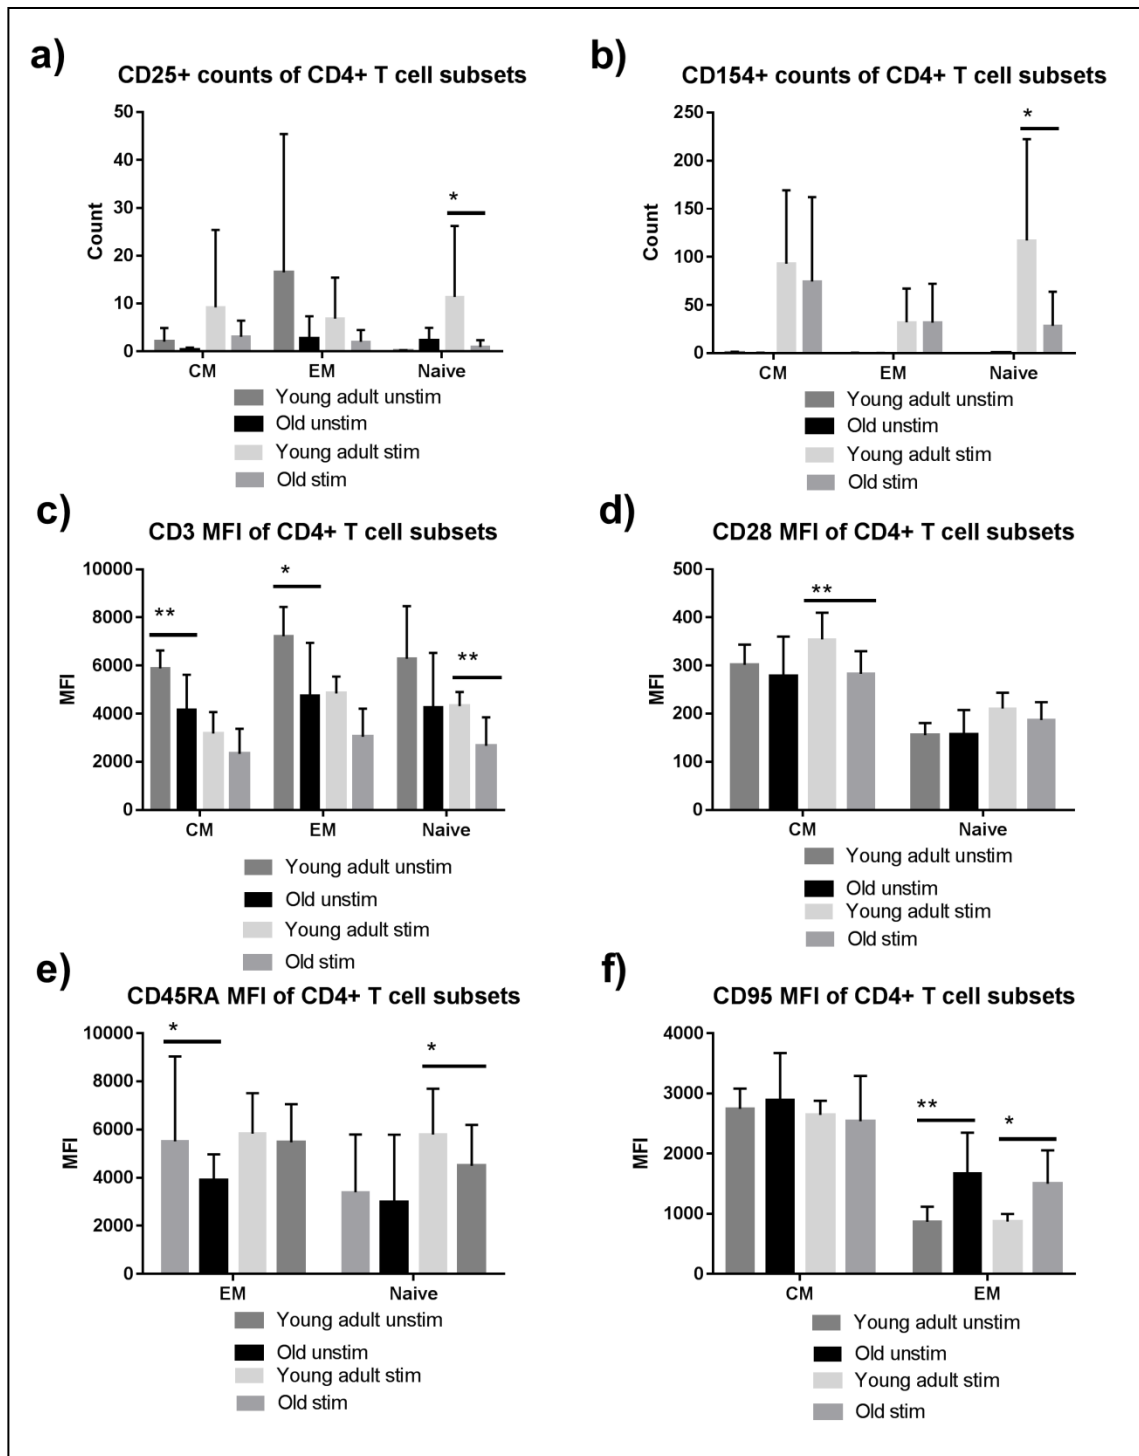 a)
CD25+ counts of CD4+ T cell subsets
50
40
30
20
10
0
Count
*
CM EM Naive
Young adult unstim
Old unstim
Young adult stim
Old stim
b)
CD154+ counts of CD4+ T cell subsets
250
200
150
100
50
0
Count
*
CM EM Naive
Young adult unstim
Old unstim
Young adult stim
Old stim
c)
CD3 MFI of CD4+ T cell subsets
10000
8000
6000
4000
2000
0
MFI
** * **
CM EM Naive
Young adult unstim
Old unstim
Young adult stim
Old stim
d)
CD28 MFI of CD4+ T cell subsets
500
400
300
200
100
0
MFI
**
CM Naive
Young adult unstim
Old unstim
Young adult stim
Old stim
e)
CD45RA MFI of CD4+ T cell subsets
10000
8000
6000
4000
2000
0
MFI
* *
EM Naive
Young adult unstim
Old unstim
Young adult stim
Old stim
f)
CD95 MFI of CD4+ T cell subsets
4000
3000
2000
1000
0
MFI
** *
CM EM
Young adult unstim
Old unstim
Young adult stim
Old stim